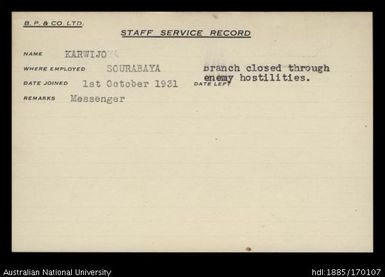 B. P. & CO. LTD.
STAFF SERVICE RECORD
NAME KARWIJO
WHERE EMPLOYED SOURABAYA Branch closed through
enemy hostilities.
DATE JOINED 1st October 1931 DATE LEFT
REMARKS Messenger
Australian National University
hdl:1885/170107